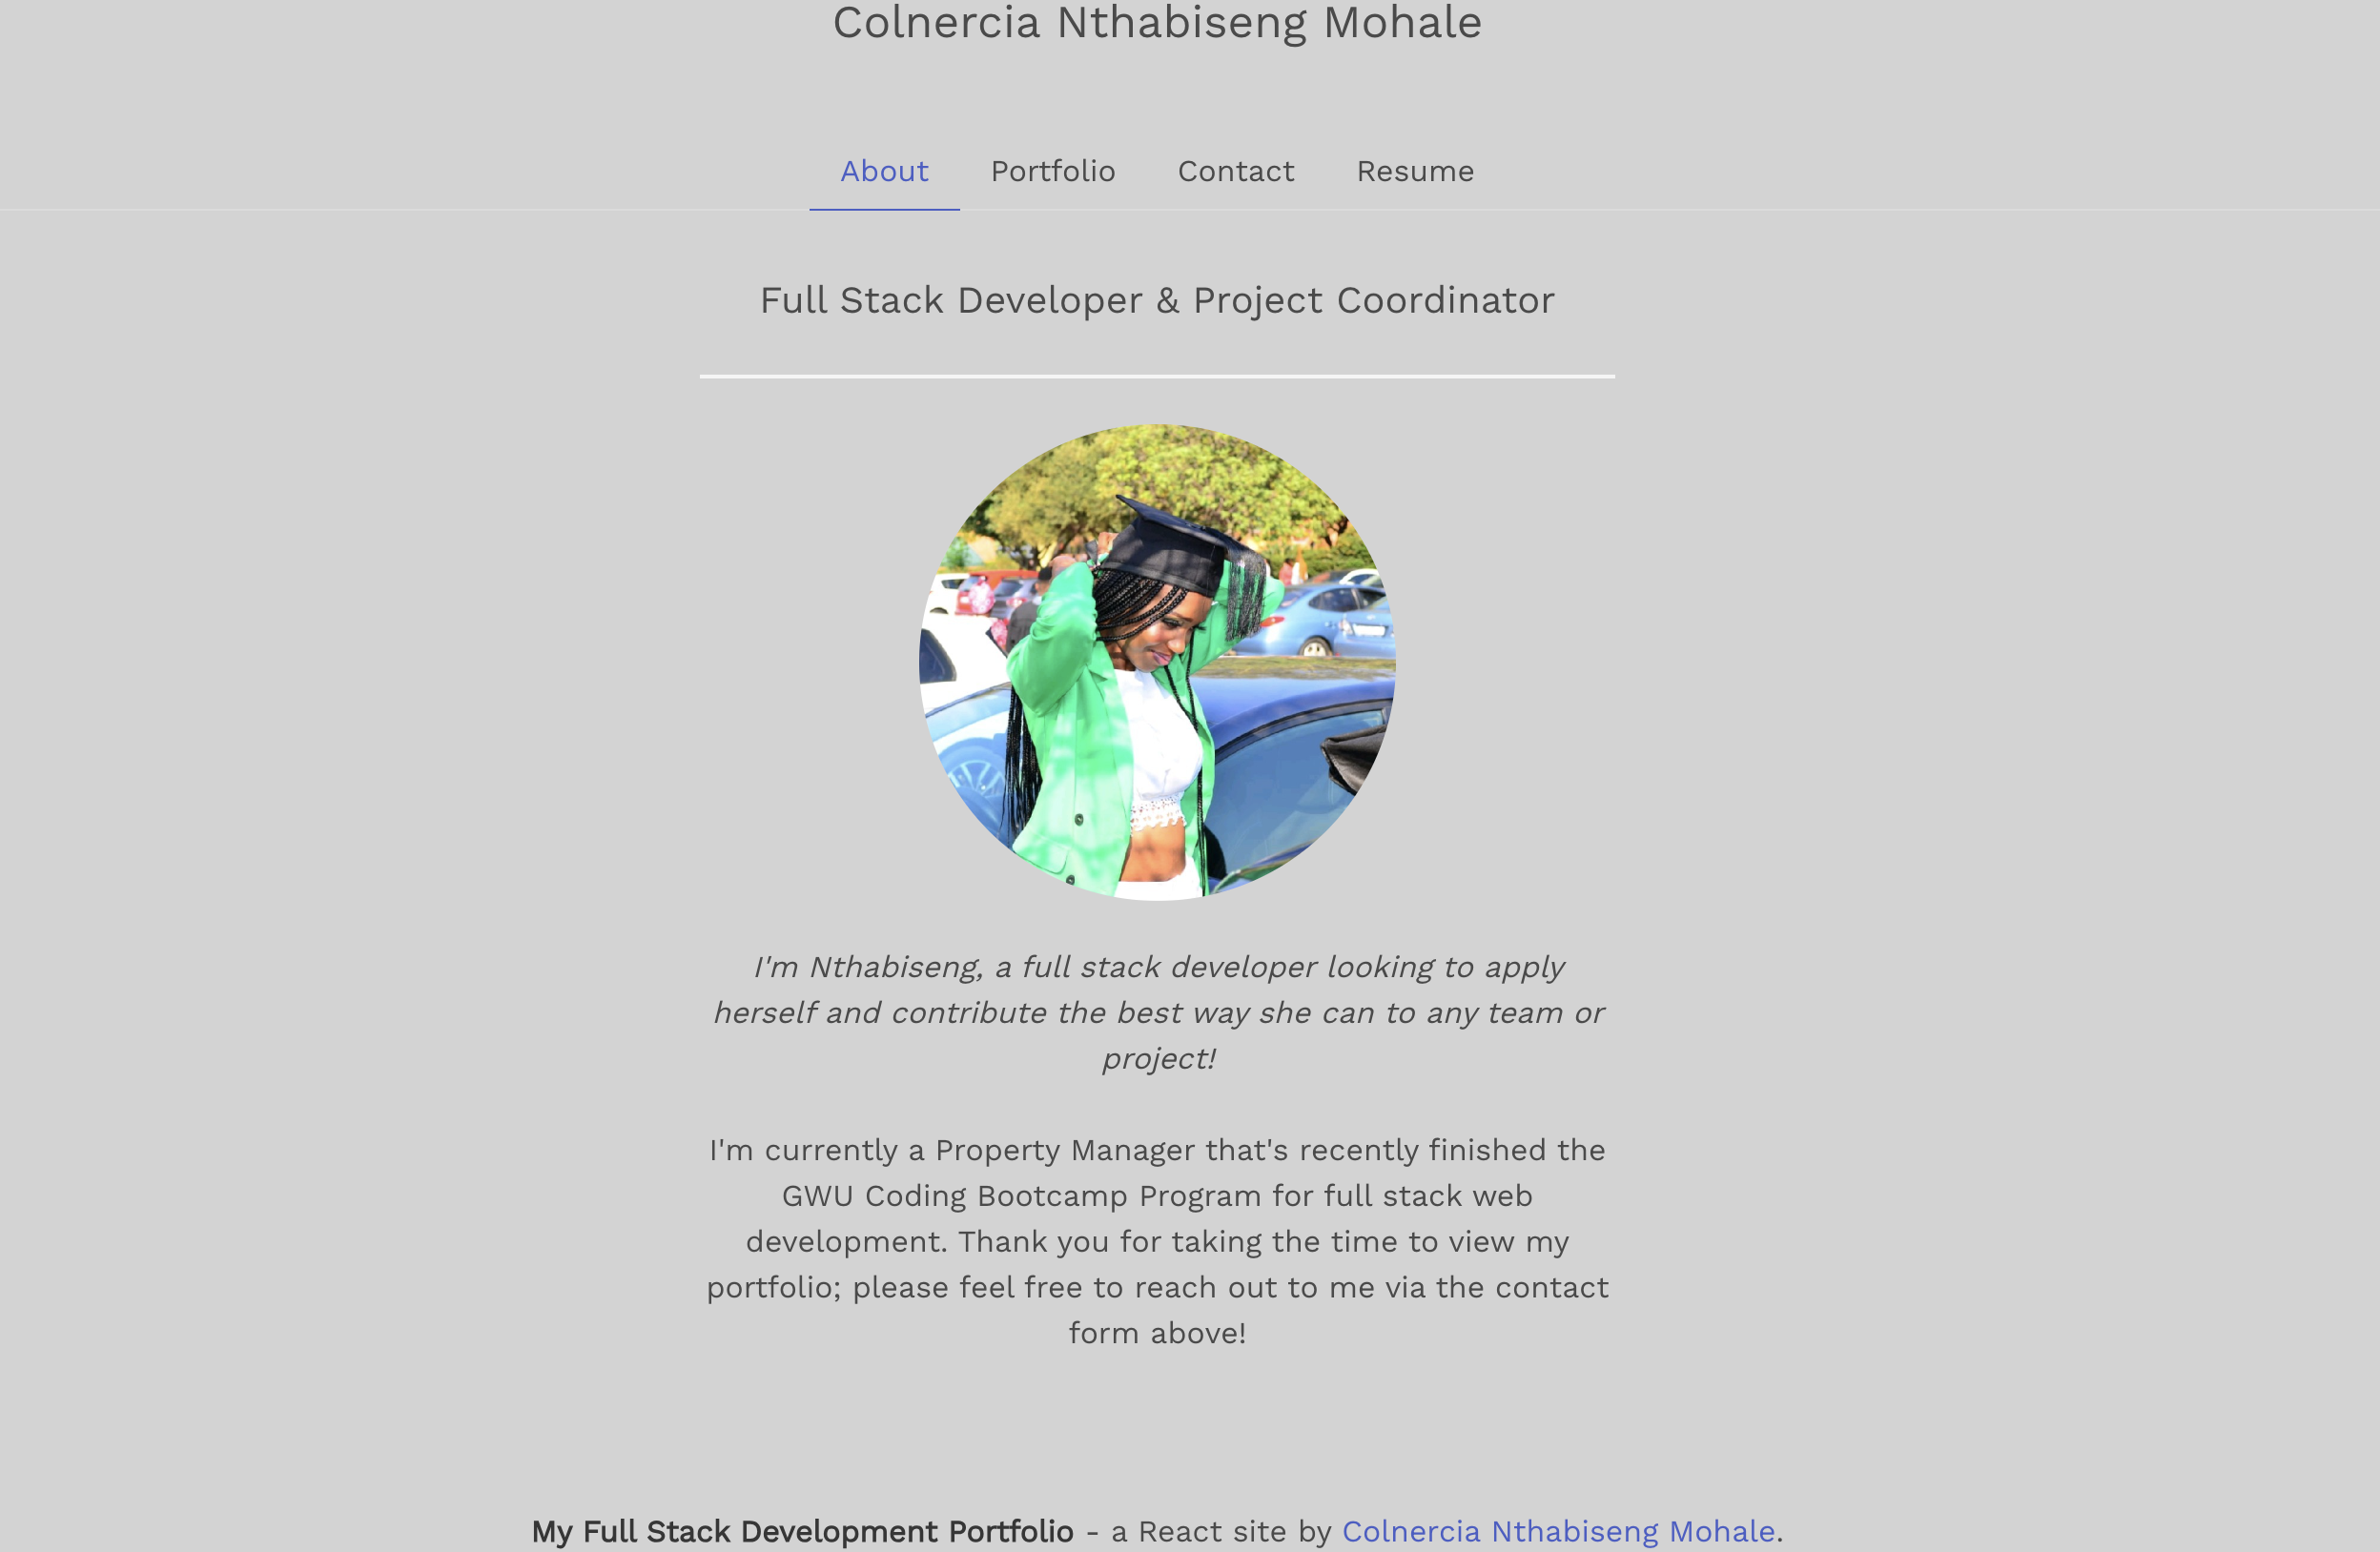 Colnercia Nthabiseng Mohale
About Portfolio Contact Resume
Full Stack Developer & Project Coordinator
I'm Nthabiseng, a full stack developer looking to apply
herself and contribute the best way she can to any team or
project!
I'm currently a Property Manager that's recently finished the
GWU Coding Bootcamp Program for full stack web
development. Thank you for taking the time to view my
portfolio; please feel free to reach out to me via the contact
form above!
My Full Stack Development Portfolio - a React site by Colnercia Nthabiseng Mohale.